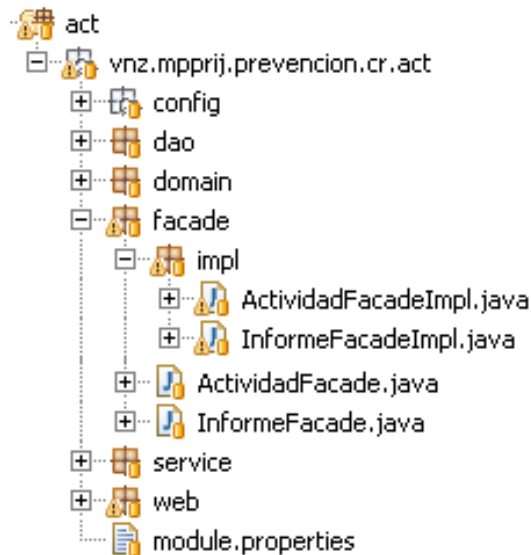 act
vnz.mpprij.prevencion.cr.act
config
dao
domain
facade
impl
ActividadFacadeImpl.java
InformeFacadeImpl.java
ActividadFacade.java
InformeFacade.java
service
web
module.properties